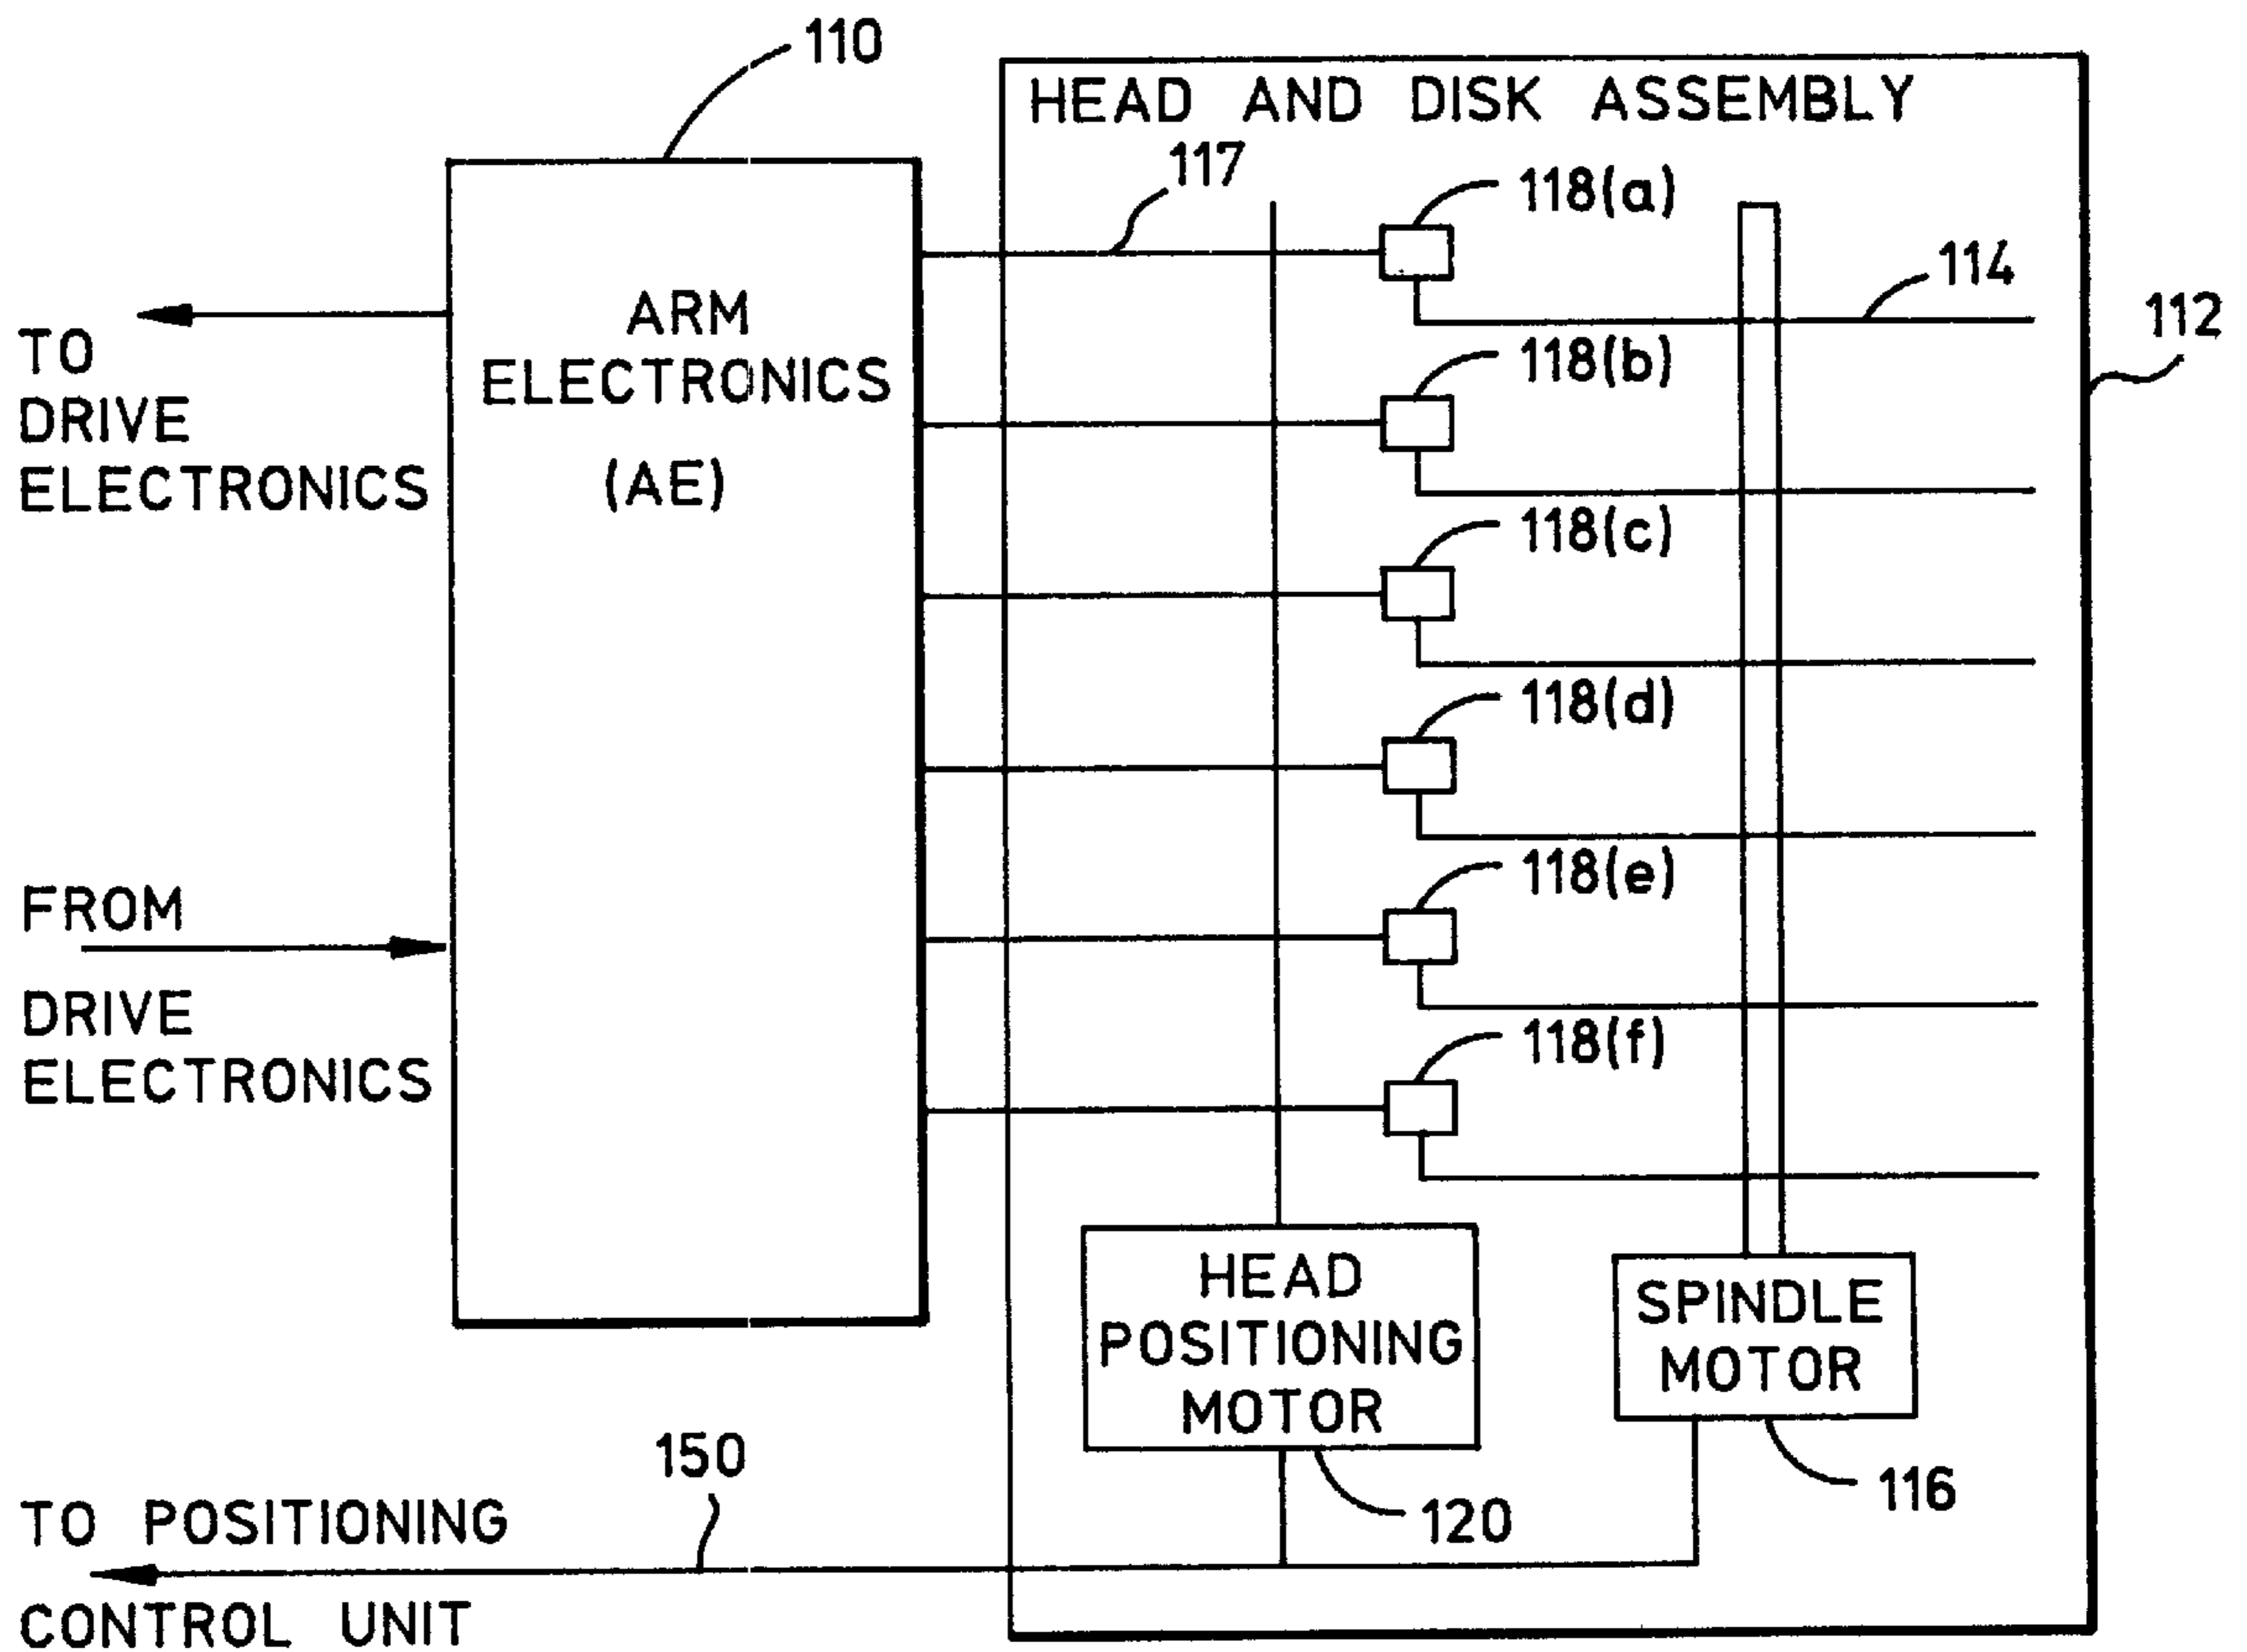 110
HEAD AND DISK ASSEMBLY
117
118(a)
114
112
ARM
ELECTRONICS
(AE)
TO
DRIVE
ELECTRONICS
118(b)
118(c)
118(d)
118(e)
118(f)
FROM
DRIVE
ELECTRONICS
HEAD
POSITIONING
MOTOR
SPINDLE
MOTOR
150
120
116
TO POSITIONING
CONTROL UNIT